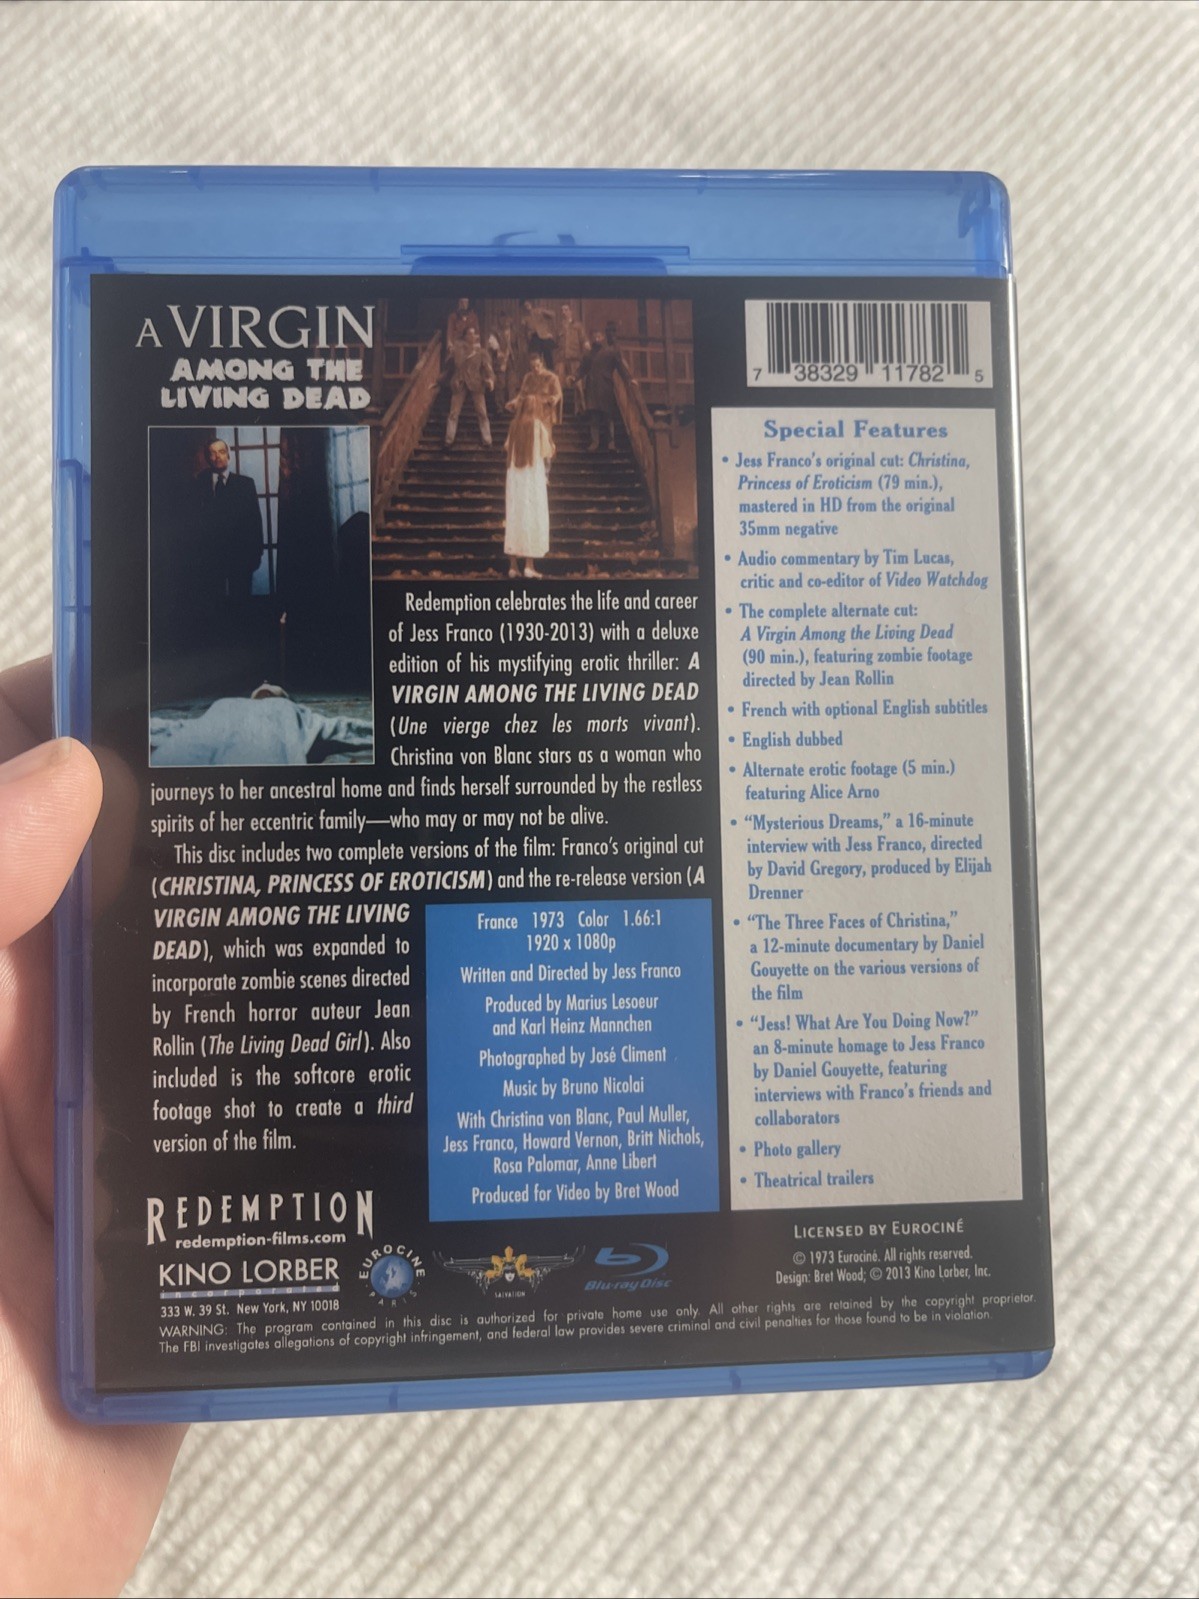 A VIRGIN
AMONG THE
LIVING DEAD
Redemption celebrates the life and career
of Jess Franco (1930-2013) with a deluxe
edition of his mystifying erotic thriller: A
VIRGIN AMONG THE LIVING DEAD
(Une vierge chez les morts vivant).
Christina von Blanc stars as a woman who
journeys to her ancestral home and finds herself surrounded by the restless
spirits of her eccentric family—who may or may not be alive.
This disc includes two complete versions of the film: Franco's original cut
(CHRISTINA, PRINCESS OF EROTICISM) and the re-release version (A
VIRGIN AMONG THE LIVING
DEAD), which was expanded to
incorporate zombie scenes directed
by French horror auteur Jean
Rollin (The Living Dead Girl). Also
included is the softcore erotic
footage shot to create a third
version of the film.
France 1973 Color 1.66:1
1920 x 1080p
Written and Directed by Jess Franco
Produced by Marius Lesoeur
and Karl Heinz Mannchen
Photographed by José Climent
Music by Bruno Nicolai
With Christina von Blanc, Paul Muller,
Jess Franco, Howard Vernon, Britt Nichols,
Rosa Palomar, Anne Libert
Produced for Video by Bret Wood
7 38329 11782 5
Special Features
• Jess Franco's original cut: Christina,
Princess of Eroticism (79 min.),
mastered in HD from the original
35mm negative
• Audio commentary by Tim Lucas,
critic and co-editor of Video Watchdog
• The complete alternate cut:
A Virgin Among the Living Dead
(90 min.), featuring zombie footage
directed by Jean Rollin
• French with optional English subtitles
• English dubbed
• Alternate erotic footage (5 min.)
featuring Alice Arno
• "Mysterious Dreams," a 16-minute
interview with Jess Franco, directed
by David Gregory, produced by Elijah
Drenner
• "The Three Faces of Christina,"
a 12-minute documentary by Daniel
Gouyette on the various versions of
the film
• "Jess! What Are You Doing Now?"
an 8-minute homage to Jess Franco
by Daniel Gouyette, featuring
interviews with Franco's friends and
collaborators
• Photo gallery
• Theatrical trailers
REDEMPTION
redemption-films.com
KINO LORBER
incorporated
333 W. 39 St. New York, NY 10018
EUROCINE
PARIS
SALVATION
Blu-ray Disc
LICENSED BY EUROCINÉ
© 1973 Eurociné. All rights reserved.
Design: Bret Wood; © 2013 Kino Lorber, Inc.
WARNING: The program contained in this disc is authorized for private home use only. All other rights are retained by the copyright proprietor.
The FBI investigates allegations of copyright infringement, and federal law provides severe criminal and civil penalties for those found to be in violation.